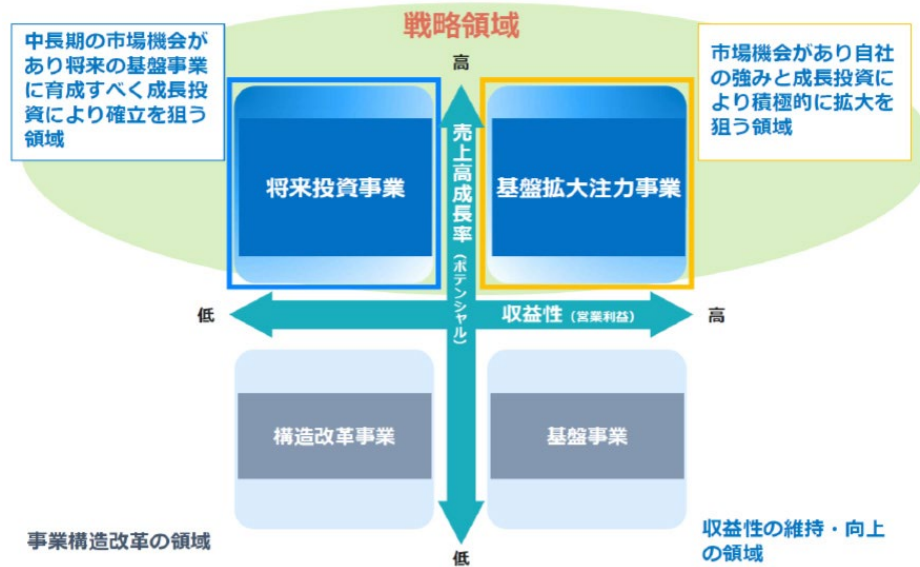 戦略領域
中長期の市場機会が
あり将来の基盤事業
に育成すべく成長投
資により確立を狙う
領域
高
市場機会があり自社
の強みと成長投資に
より積極的に拡大を
狙う領域
将来投資事業
売上高成長率(ポテンシャル)
基盤拡大注力事業
低
収益性(営業利益)
高
構造改革事業
基盤事業
事業構造改革の領域
低
収益性の維持・向上
の領域